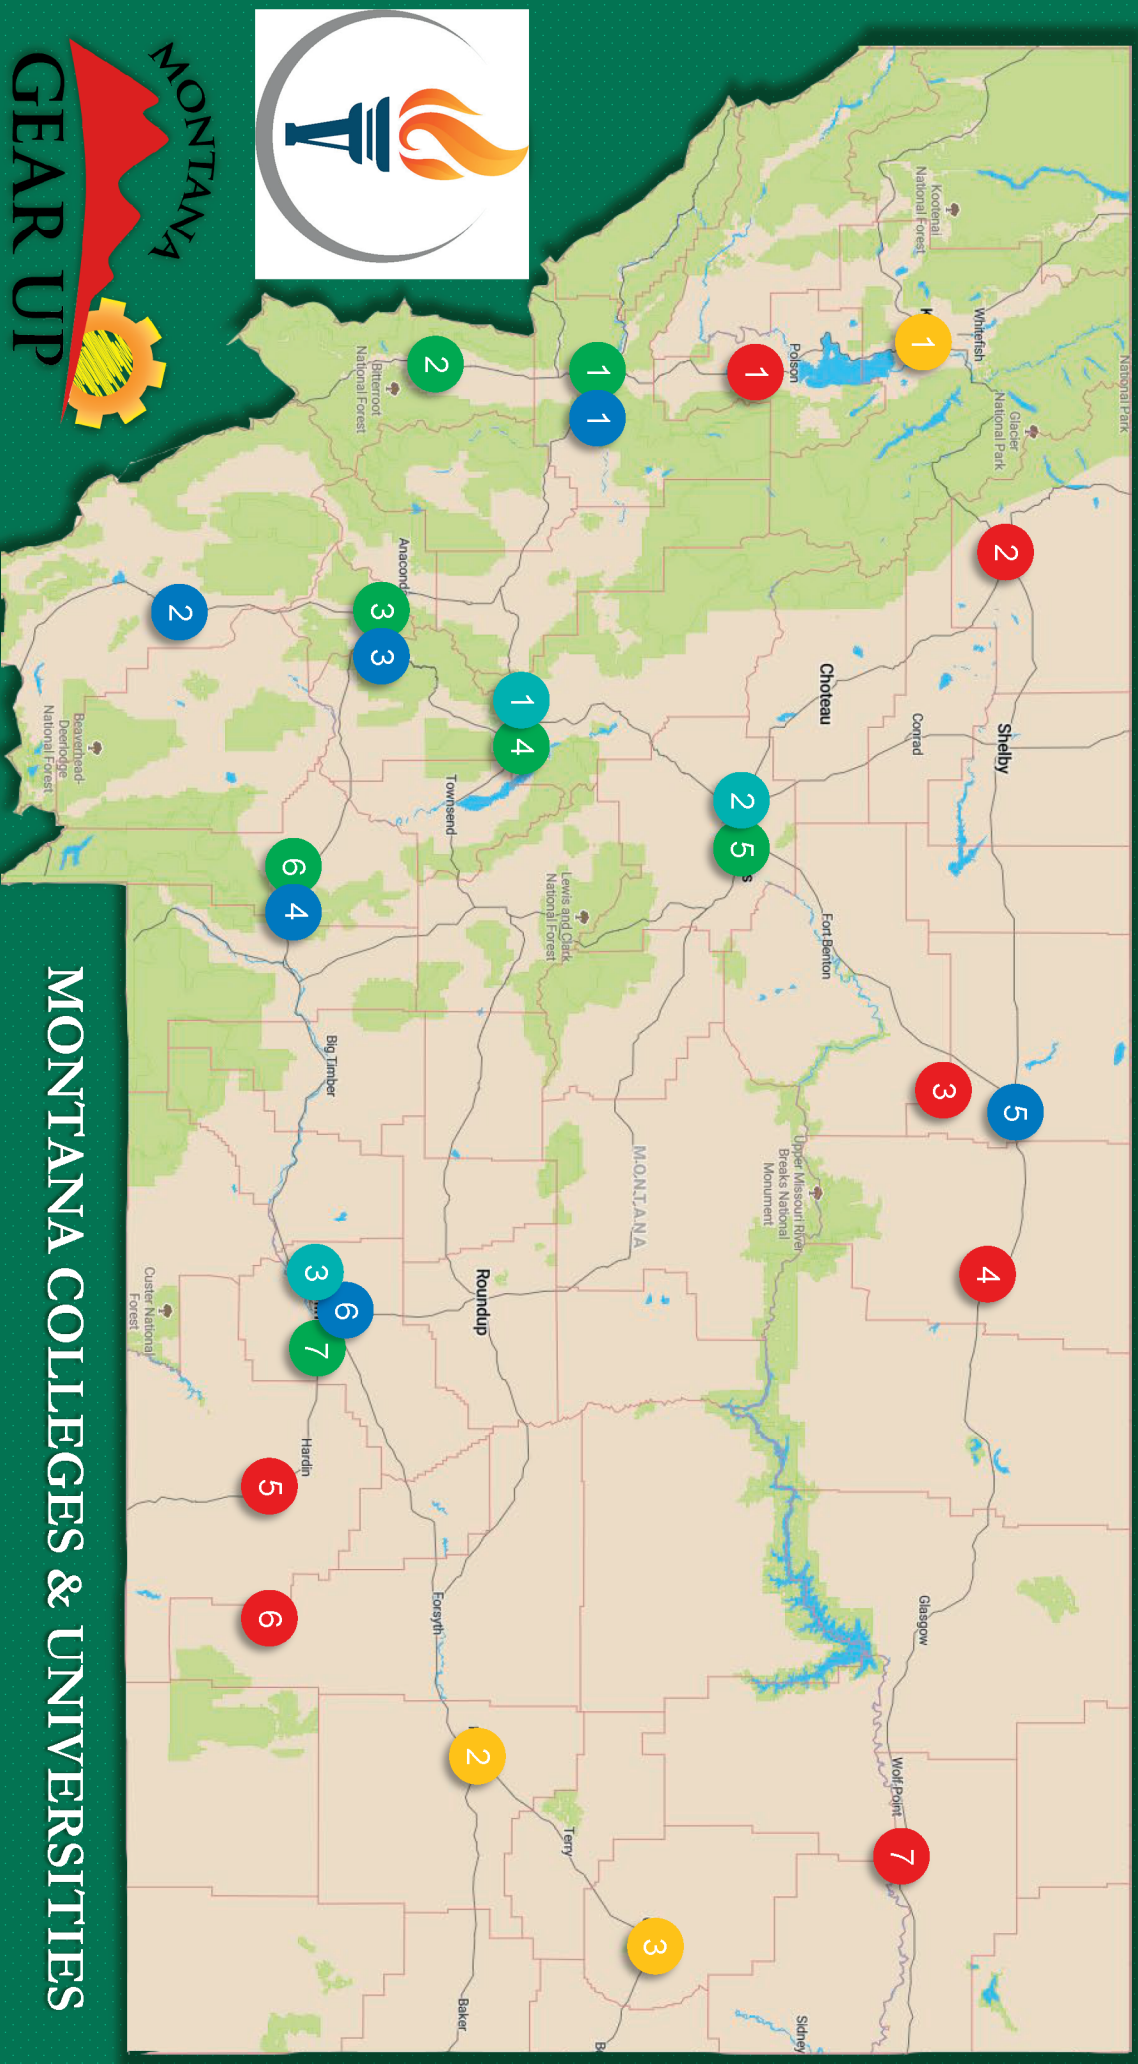 National Park
Kootenai
National Forest
Whitefish
K
1
Glacier
National Park
Polson
1
2
Shelby
Conrad
Choteau
Fort Benton
5
3
4
Glasgow
Wolf Point
7
Sidney
2
5
s
1
1
2
Bitterroot
National Forest
Anaconda
3
3
1
4
Townsend
Lewis and Clark
National Forest
MONTANA
Upper Missouri River
Breaks National
Monument
Roundup
2
Beaverhead-
Deerlodge
National Forest
6
4
Big Timber
3
6
7
Hardin
5
6
Custer National
Forest
Forsyth
2
Terry
3
Baker
MONTANA
GEAR UP
MONTANA COLLEGES & UNIVERSITIES